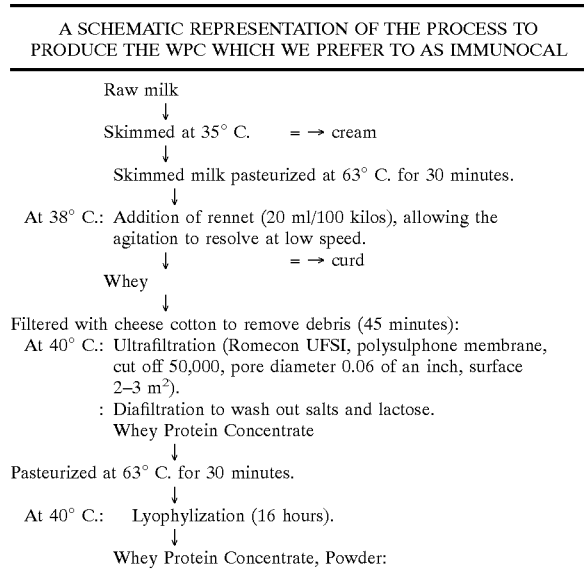 A SCHEMATIC REPRESENTATION OF THE PROCESS TO
PRODUCE THE WPC WHICH WE PREFER TO AS IMMUNOCAL
Raw milk
↓
Skimmed at 35° C. = → cream
↓
Skimmed milk pasteurized at 63° C. for 30 minutes.
↓
At 38° C.: Addition of rennet (20 ml/100 kilos), allowing the
agitation to resolve at low speed.
↓ = → curd
Whey
↓
Filtered with cheese cotton to remove debris (45 minutes):
At 40° C.: Ultrafiltration (Romecon UFSI, polysulphone membrane,
cut off 50,000, pore diameter 0.06 of an inch, surface
2–3 m²).
: Diafiltration to wash out salts and lactose.
Whey Protein Concentrate
↓
Pasteurized at 63° C. for 30 minutes.
↓
At 40° C.: Lyophylization (16 hours).
↓
Whey Protein Concentrate, Powder: